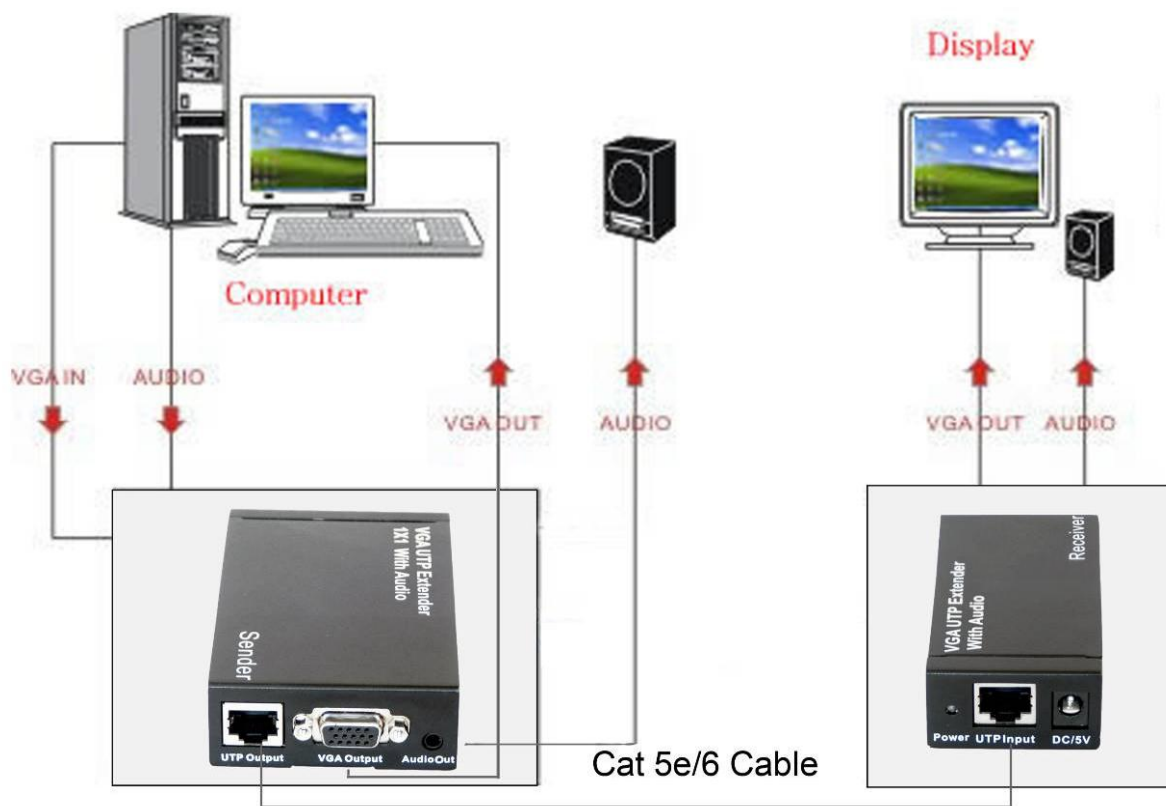 Display
Computer
VGA IN
AUDIO
VGA OUT
AUDIO
VGA OUT
AUDIO
VGA UTP Extender
1X1 With Audio
Sender
UTP Output
VGA Output
AudioOut
Receiver
VGA UTP Extender
With Audio
Power
UTP Input
DC/5V
Cat 5e/6 Cable